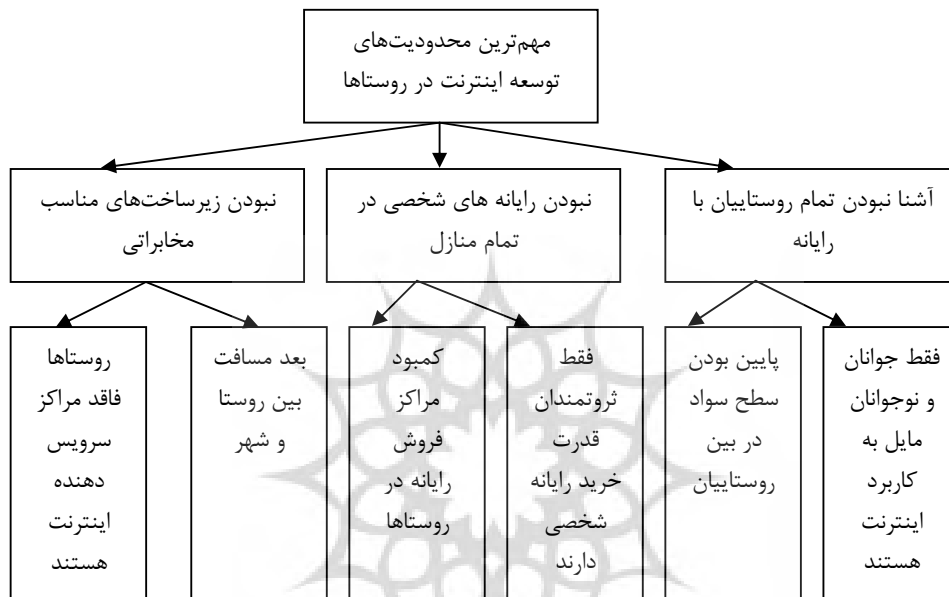 مهم‌ترین محدودیت‌های
توسعه اینترنت در روستاها
آشنا نبودن تمام روستاییان با
رایانه
نبودن رایانه های شخصی در
تمام منازل
نبودن زیرساخت‌های مناسب
مخابراتی
فقط جوانان
و نوجوانان
مایل به
کاربرد
اینترنت
هستند
پایین بودن
سطح سواد
در بین
روستاییان
فقط
ثروتمندان
قدرت
خرید رایانه
شخصی
دارند
کمبود
مراکز
فروش
رایانه در
روستاها
بعد مسافت
بین روستا
و شهر
روستاها
فاقد مراکز
سرویس
دهنده
اینترنت
هستند